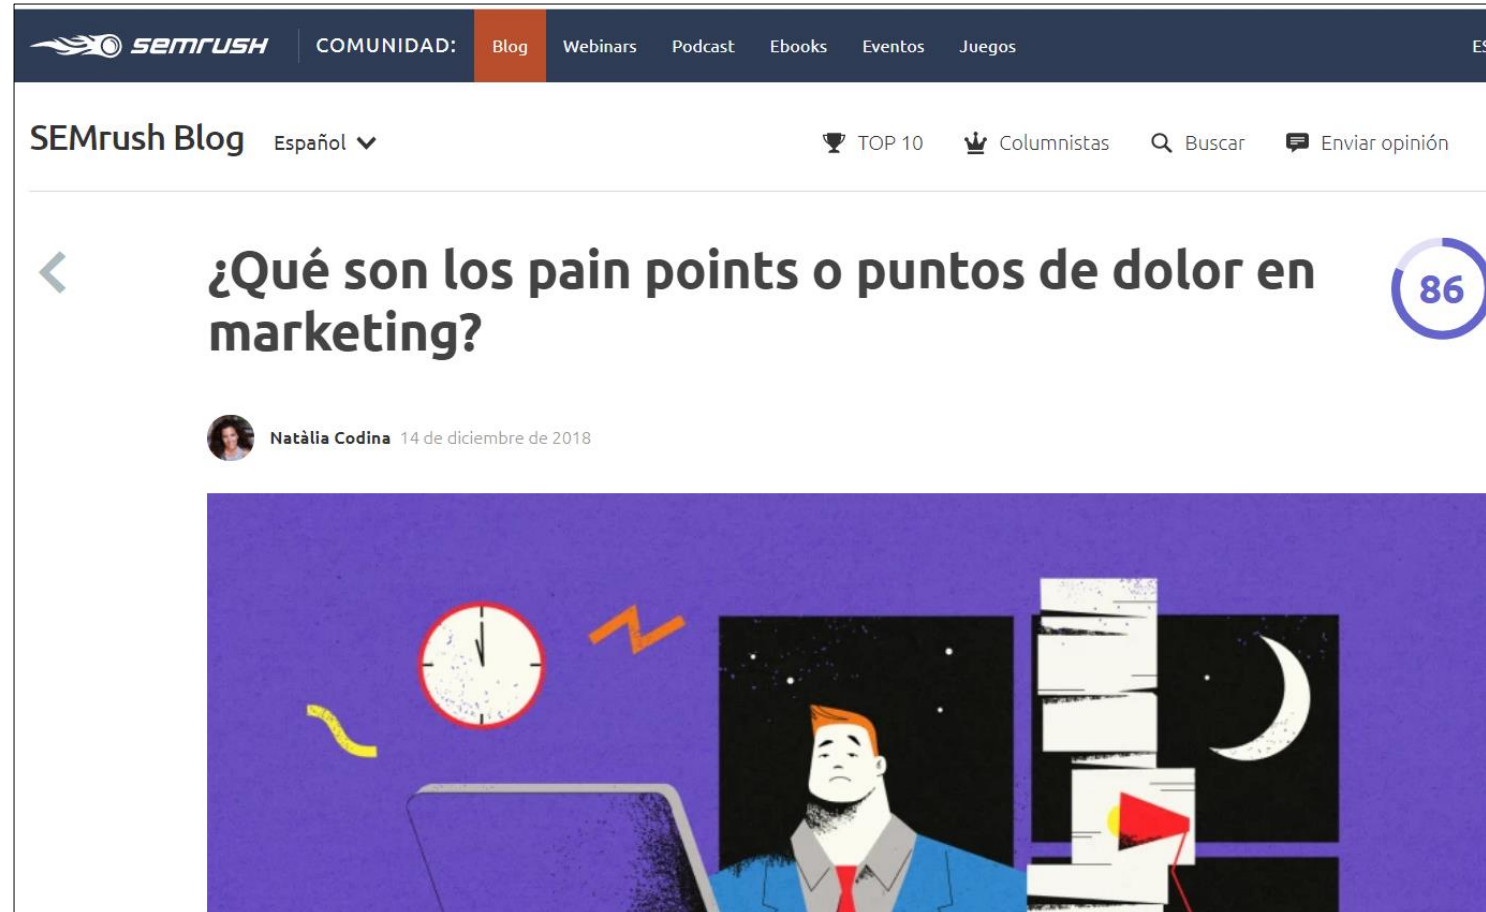 semrush COMUNIDAD: Blog Webinars Podcast Ebooks Eventos Juegos ES
SEMrush Blog Español TOP 10 Columnistas Buscar Enviar opinión
¿Qué son los pain points o puntos de dolor en
marketing?
86
Natàlia Codina 14 de diciembre de 2018